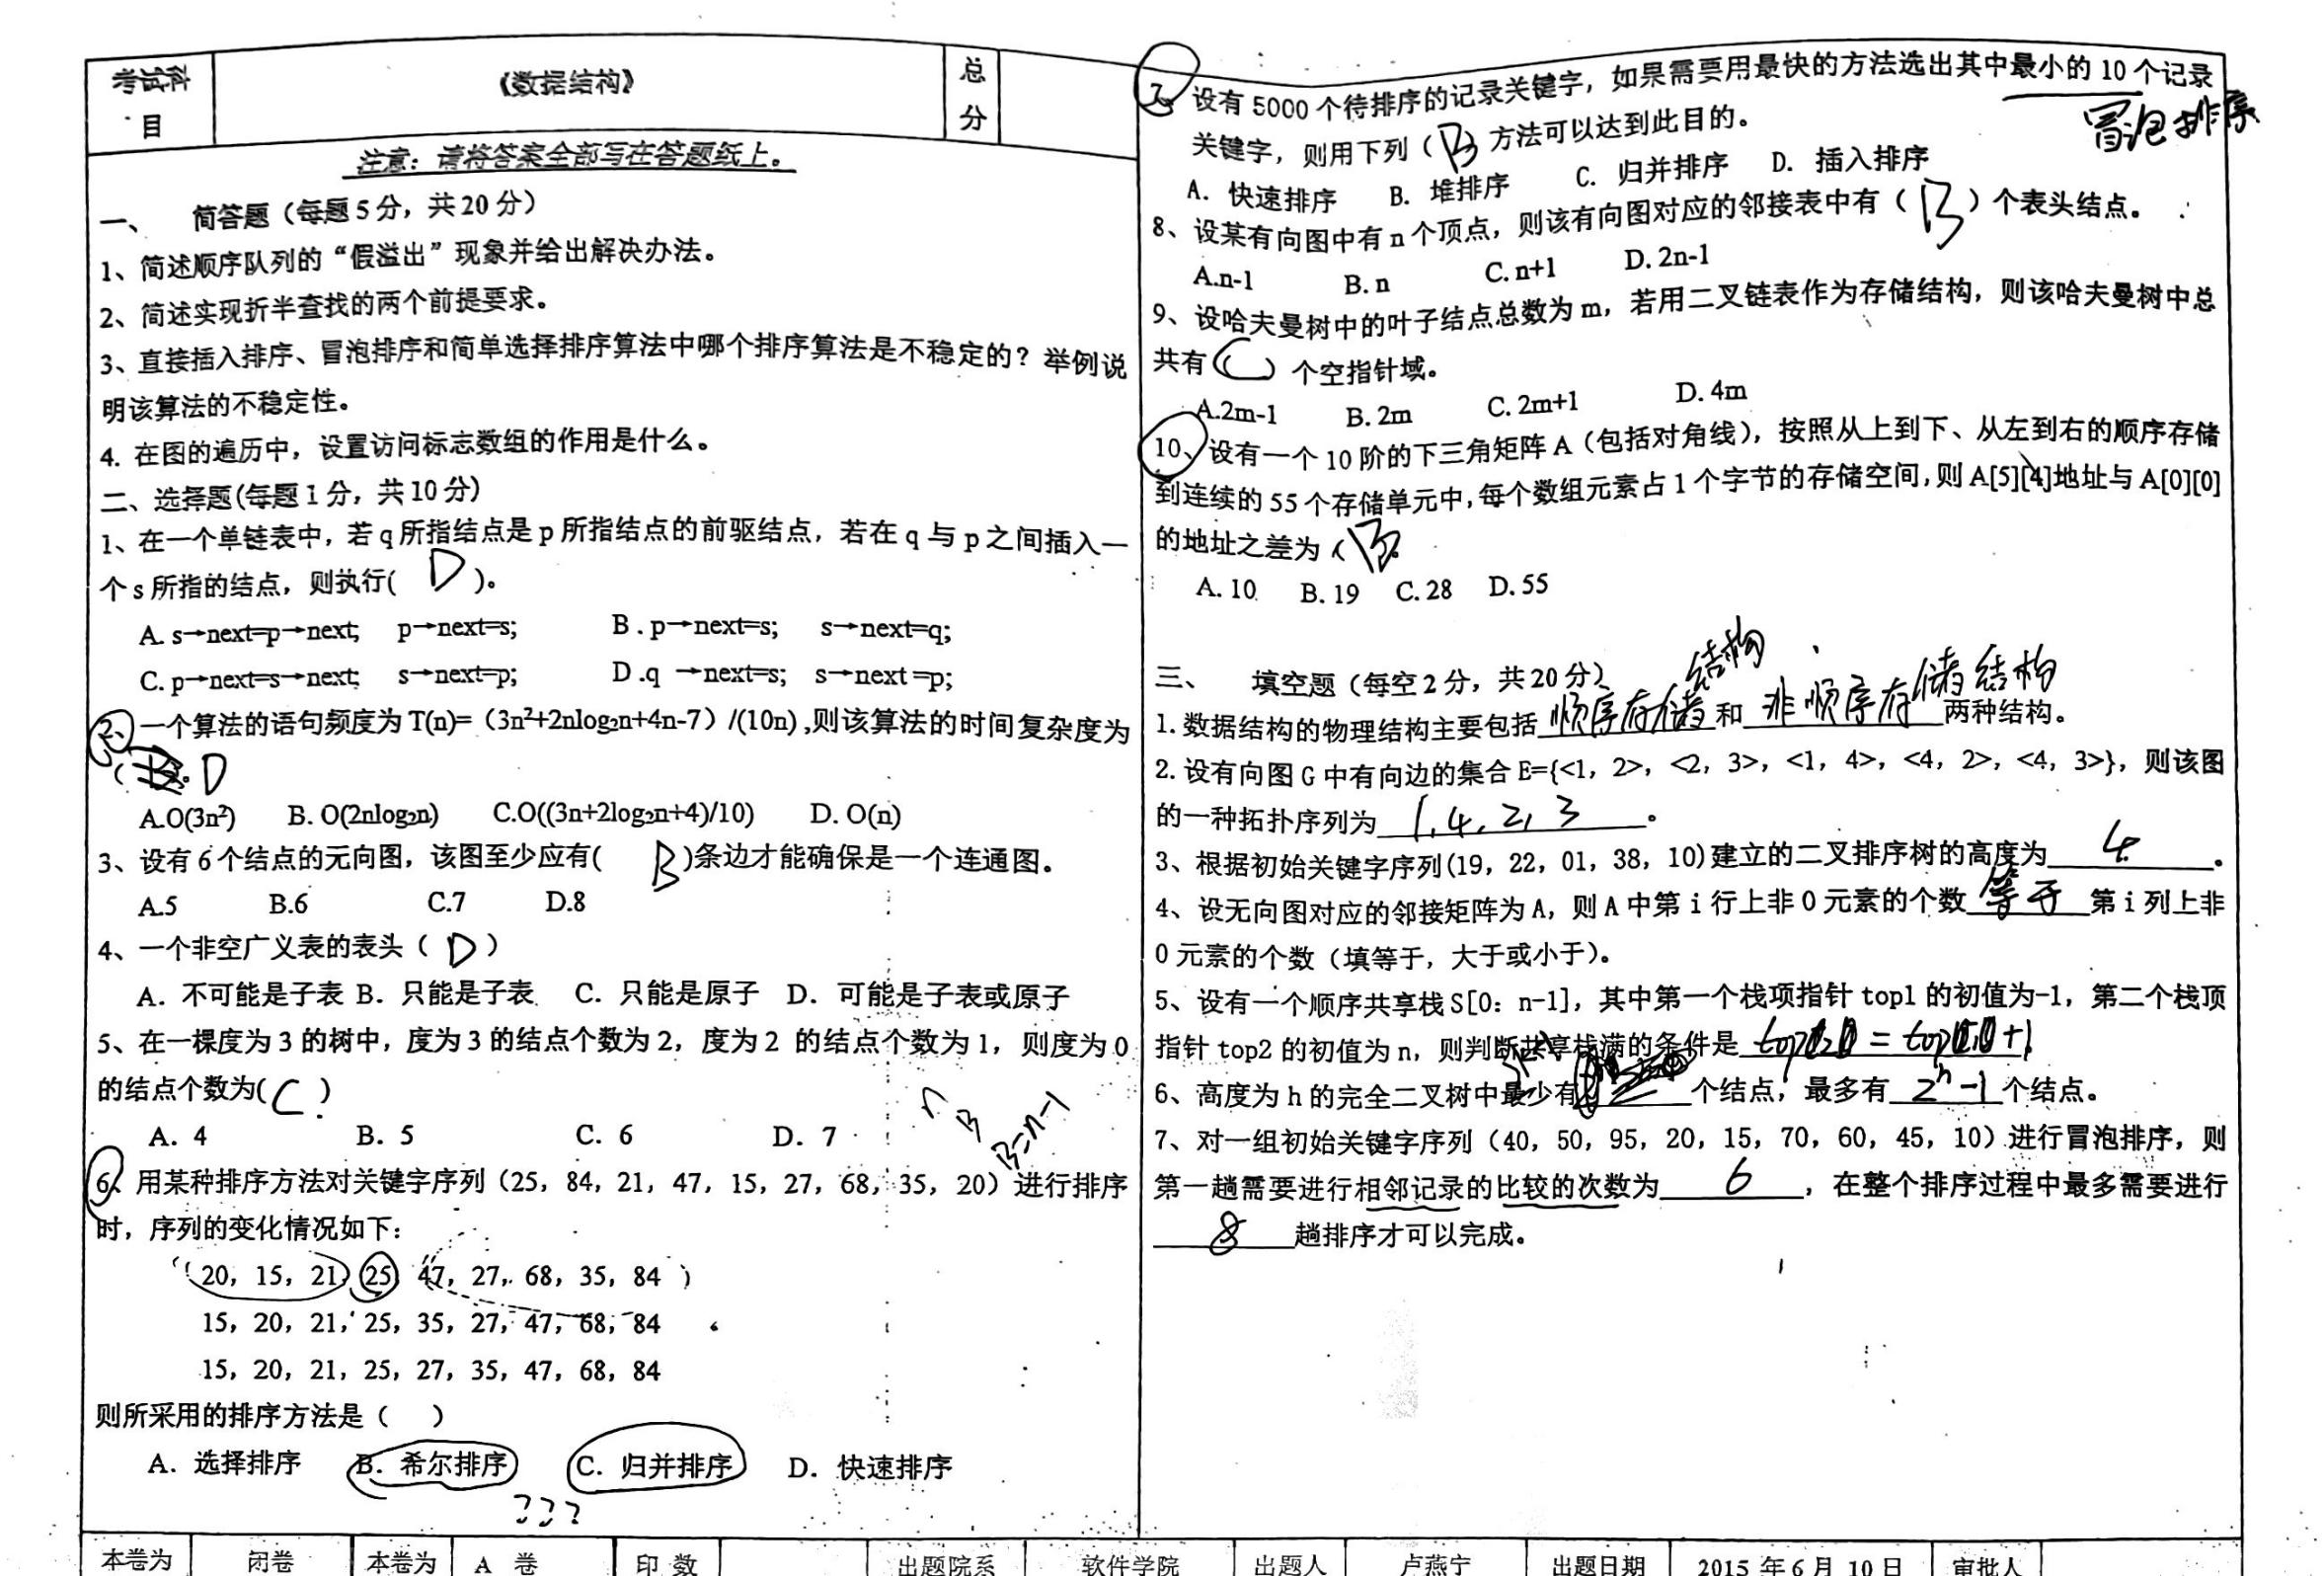 考试科目
《数据结构》
总分
注意：请将答案全部写在答题纸上。
一、 简答题（每题 5 分，共 20 分）
1、简述顺序队列的“假溢出”现象并给出解决办法。
2、简述实现折半查找的两个前提要求。
3、直接插入排序、冒泡排序和简单选择排序算法中哪个排序算法是不稳定的？举例说
明该算法的不稳定性。
4. 在图的遍历中，设置访问标志数组的作用是什么。
二、选择题(每题 1 分，共 10 分)
1、在一个单链表中，若 q 所指结点是 p 所指结点的前驱结点，若在 q 与 p 之间插入一
个 s 所指的结点，则执行( D )。
A. s→next=p→next; p→next=s; B . p→next=s; s→next=q;
C. p→next=s→next; s→next=p; D .q →next=s; s→next =p;
2、一个算法的语句频度为 T(n)=（3n²+2nlog₂n+4n-7）/(10n) ,则该算法的时间复杂度为
( D
A.O(3n²) B. O(2nlog₂n) C.O((3n+2log₂n+4)/10) D. O(n)
3、设有 6 个结点的无向图，该图至少应有( B )条边才能确保是一个连通图。
A.5 B.6 C.7 D.8
4、一个非空广义表的表头（ D ）
A. 不可能是子表 B. 只能是子表 C. 只能是原子 D. 可能是子表或原子
5、在一棵度为 3 的树中，度为 3 的结点个数为 2，度为 2 的结点个数为 1，则度为 0
的结点个数为( C )
A. 4 B. 5 C. 6 D. 7
n B B=n-1
6、用某种排序方法对关键字序列（25，84，21，47，15，27，68，35，20）进行排序
时，序列的变化情况如下：
20，15，21，25，47，27，68，35，84
15，20，21，25，35，27，47，68，84
15，20，21，25，27，35，47，68，84
则所采用的排序方法是（ ）
A. 选择排序 B. 希尔排序 C. 归并排序 D. 快速排序
???
7、设有 5000 个待排序的记录关键字，如果需要用最快的方法选出其中最小的 10 个记录
冒泡排序
关键字，则用下列（ B ）方法可以达到此目的。
A. 快速排序 B. 堆排序 C. 归并排序 D. 插入排序
8、设某有向图中有 n 个顶点，则该有向图对应的邻接表中有（ B ）个表头结点。
A.n-1 B. n C. n+1 D. 2n-1
9、设哈夫曼树中的叶子结点总数为 m，若用二叉链表作为存储结构，则该哈夫曼树中总
共有（C）个空指针域。
A.2m-1 B. 2m C. 2m+1 D. 4m
10、设有一个 10 阶的下三角矩阵 A（包括对角线），按照从上到下、从左到右的顺序存储
到连续的 55 个存储单元中,每个数组元素占 1 个字节的存储空间,则 A[5][4]地址与 A[0][0]
的地址之差为（ B
A. 10 B. 19 C. 28 D. 55
三、 填空题（每空 2 分，共 20 分）
1. 数据结构的物理结构主要包括 顺序存储结构 和 非顺序存储结构 两种结构。
2. 设有向图 G 中有向边的集合 E={<1，2>，<2，3>，<1，4>，<4，2>，<4，3>}，则该图
的一种拓扑序列为 1，4，2，3 。
3、根据初始关键字序列(19，22，01，38，10)建立的二叉排序树的高度为 4 。
4、设无向图对应的邻接矩阵为 A，则 A 中第 i 行上非 0 元素的个数 等于 第 i 列上非
0 元素的个数（填等于，大于或小于）。
5、设有一个顺序共享栈 S[0：n-1]，其中第一个栈项指针 top1 的初值为-1，第二个栈顶
指针 top2 的初值为 n，则判断共享栈满的条件是 top2 = top1+1
6、高度为 h 的完全二叉树中最少有 个结点，最多有 2ʰ-1 个结点。
7、对一组初始关键字序列（40，50，95，20，15，70，60，45，10）进行冒泡排序，则
第一趟需要进行相邻记录的比较的次数为 6 ，在整个排序过程中最多需要进行
8 趟排序才可以完成。
本卷为 闭卷 本卷为 A 卷 印 数 出题院系 软件学院 出题人 卢燕宁 出题日期 2015 年 6 月 10 日 审批人